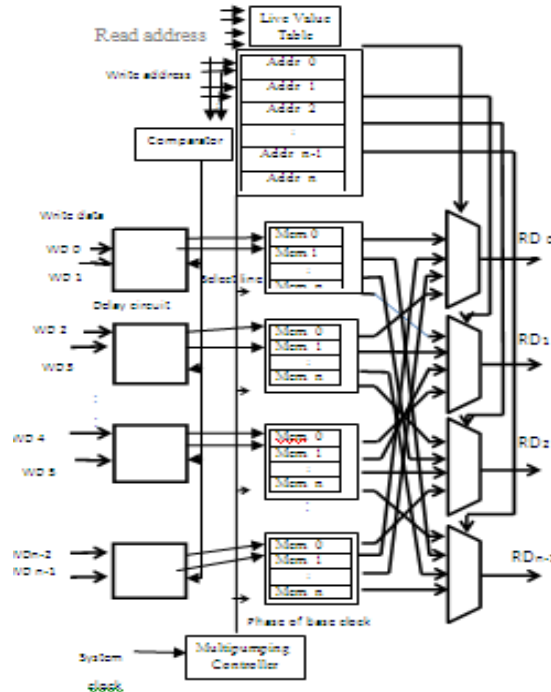 Live Value
Table
Read address
Write address
Addr 0
Addr 1
Addr 2
:
Addr n-1
Addr n
Comparator
Write data
WD 0
WD 1
Mem 0
Mem 1
:
Mem n
RD 0
Select line
Delay circuit
WD 2
WD 3
Mem 0
Mem 1
:
Mem n
RD1
:
:
WD 4
WD 5
Mem 0
Mem 1
:
Mem n
RD2
:
WDn-2
WD n-1
Mem 0
Mem 1
:
Mem n
RDn-1
Phase of base clock
System
clock
Multipumping
Controller